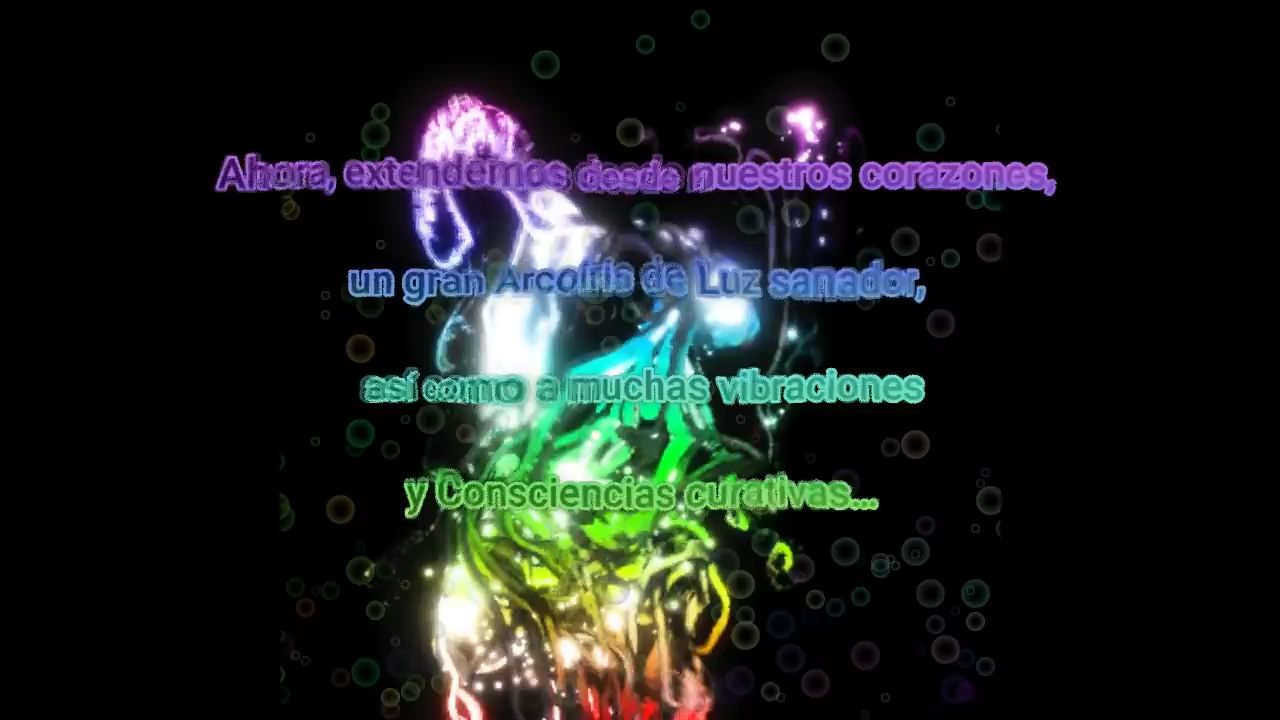 Ahora, extendemos desde nuestros corazones,
un gran Arcoíris de Luz sanador,
así como a muchas vibraciones
y Consciencias curativas...